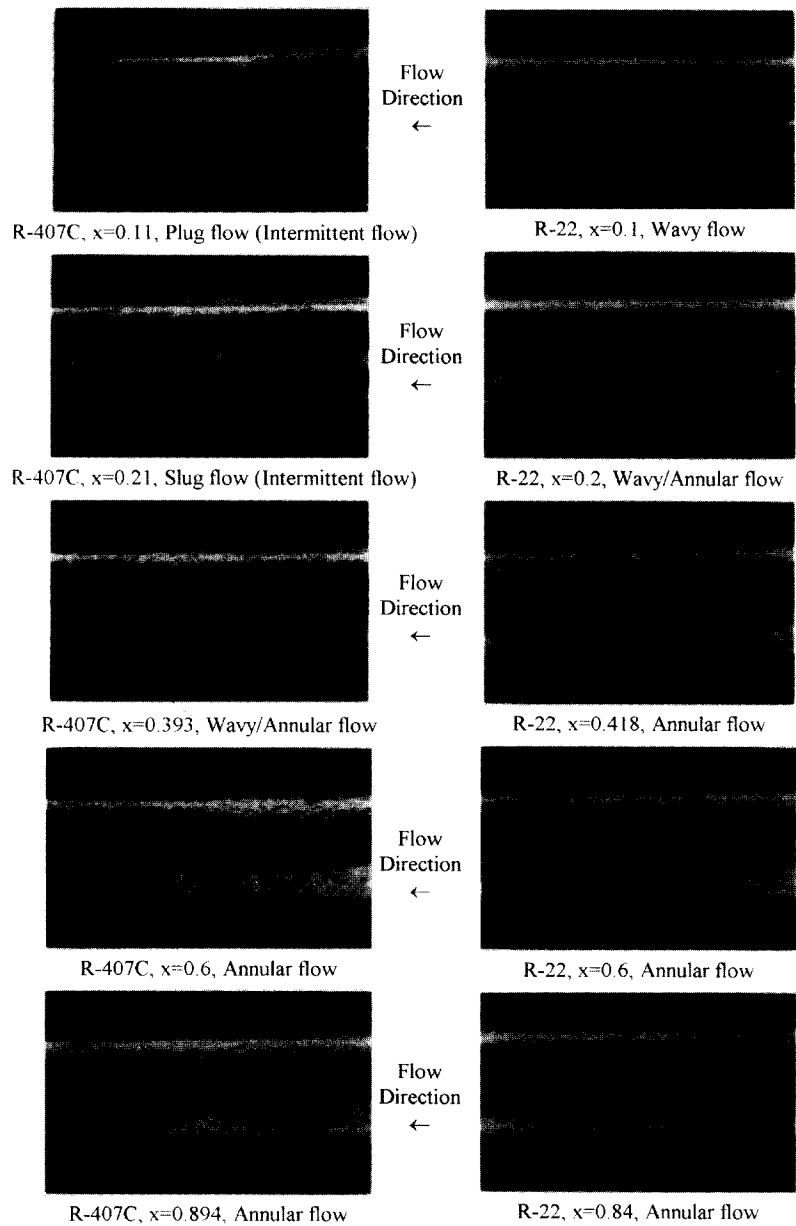 Flow
Direction
←
R-407C, x=0.11, Plug flow (Intermittent flow)
R-22, x=0.1, Wavy flow
Flow
Direction
←
R-407C, x=0.21, Slug flow (Intermittent flow)
R-22, x=0.2, Wavy/Annular flow
Flow
Direction
←
R-407C, x=0.393, Wavy/Annular flow
R-22, x=0.418, Annular flow
Flow
Direction
←
R-407C, x=0.6, Annular flow
R-22, x=0.6, Annular flow
Flow
Direction
←
R-407C, x=0.894, Annular flow
R-22, x=0.84, Annular flow